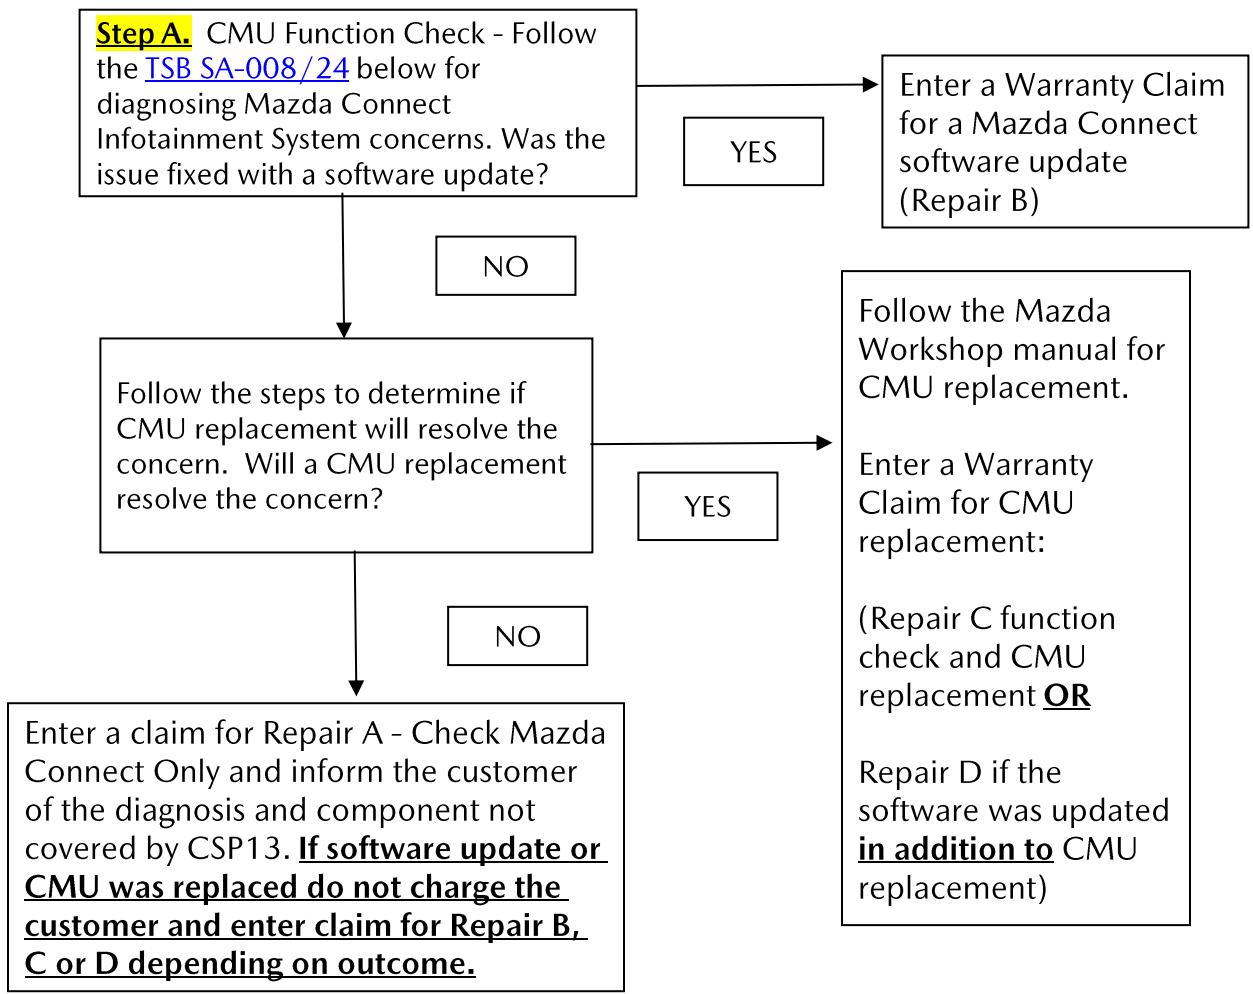 Step A. CMU Function Check - Follow
the TSB SA-008/24 below for
diagnosing Mazda Connect
Infotainment System concerns. Was the
issue fixed with a software update?
YES
Enter a Warranty Claim
for a Mazda Connect
software update
(Repair B)
NO
Follow the steps to determine if
CMU replacement will resolve the
concern. Will a CMU replacement
resolve the concern?
YES
Follow the Mazda
Workshop manual for
CMU replacement.
Enter a Warranty
Claim for CMU
replacement:
(Repair C function
check and CMU
replacement OR
Repair D if the
software was updated
in addition to CMU
replacement)
NO
Enter a claim for Repair A - Check Mazda
Connect Only and inform the customer
of the diagnosis and component not
covered by CSP13. If software update or
CMU was replaced do not charge the
customer and enter claim for Repair B,
C or D depending on outcome.